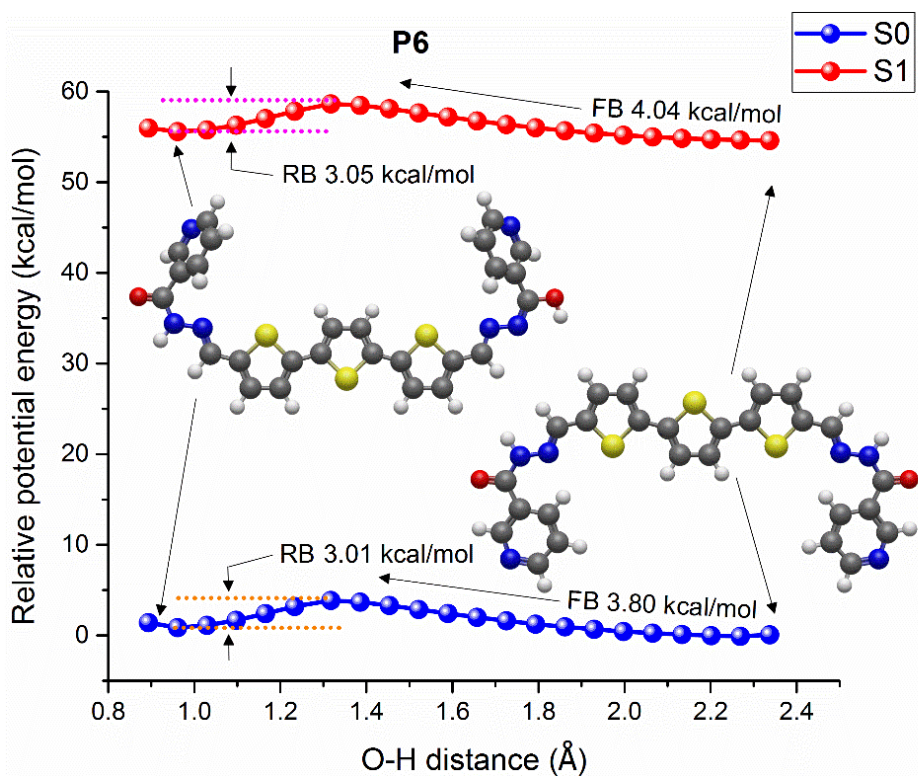 P6
S0
S1
Relative potential energy (kcal/mol)
60
50
40
30
20
10
0
FB 4.04 kcal/mol
RB 3.05 kcal/mol
RB 3.01 kcal/mol
FB 3.80 kcal/mol
0.8 1.0 1.2 1.4 1.6 1.8 2.0 2.2 2.4
O-H distance (Å)